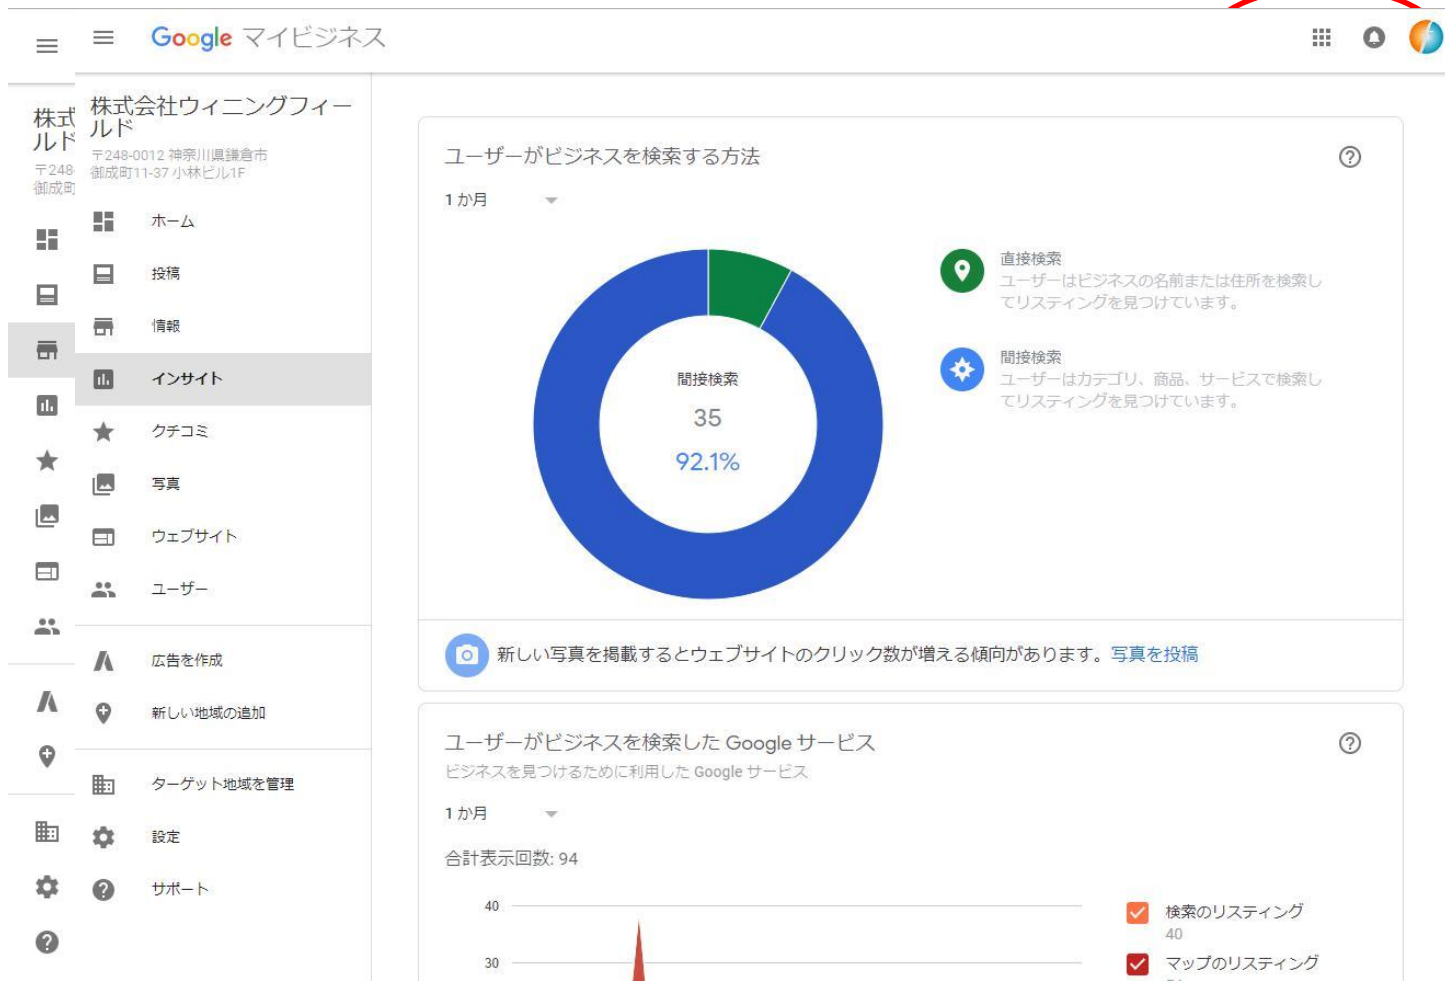 Google マイビジネス
株式
ルド
〒248
御成町
株式会社ウィニングフィー
ルド
〒248-0012 神奈川県鎌倉市
御成町11-37 小林ビル1F
ホーム
投稿
情報
インサイト
クチコミ
写真
ウェブサイト
ユーザー
広告を作成
新しい地域の追加
ターゲット地域を管理
設定
サポート
ユーザーがビジネスを検索する方法
1 か月
間接検索
35
92.1%
直接検索
ユーザーはビジネスの名前または住所を検索し
てリスティングを見つけています。
間接検索
ユーザーはカテゴリ、商品、サービスで検索し
てリスティングを見つけています。
新しい写真を掲載するとウェブサイトのクリック数が増える傾向があります。写真を投稿
ユーザーがビジネスを検索した Google サービス
ビジネスを見つけるために利用した Google サービス
1 か月
合計表示回数: 94
40
30
検索のリスティング
40
マップのリスティング